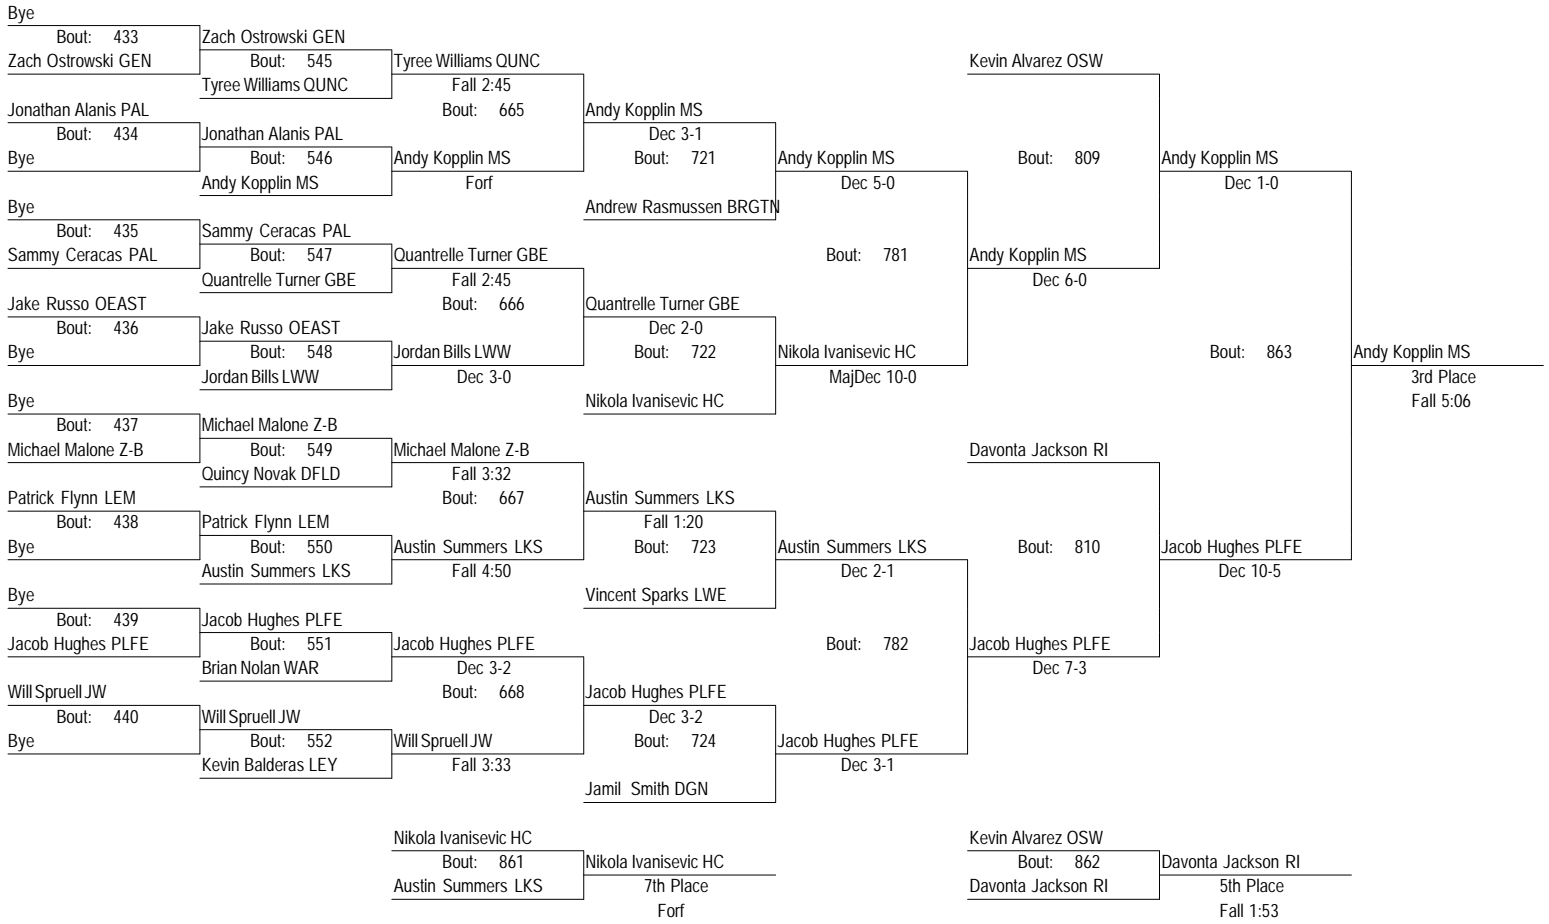 Bye
Bout: 433
Zach Ostrowski GEN
Jonathan Alanis PAL
Bout: 434
Bye
Bye
Bout: 435
Sammy Ceracas PAL
Jake Russo OEAST
Bout: 436
Bye
Bye
Bout: 437
Michael Malone Z-B
Patrick Flynn LEM
Bout: 438
Bye
Bye
Bout: 439
Jacob Hughes PLFE
Will Spruell JW
Bout: 440
Bye
Zach Ostrowski GEN
Bout: 545
Tyree Williams QUNC
Jonathan Alanis PAL
Bout: 546
Andy Kopplin MS
Sammy Ceracas PAL
Bout: 547
Quantrelle Turner GBE
Jake Russo OEAST
Bout: 548
Jordan Bills LWW
Michael Malone Z-B
Bout: 549
Quincy Novak DFLD
Patrick Flynn LEM
Bout: 550
Austin Summers LKS
Jacob Hughes PLFE
Bout: 551
Brian Nolan WAR
Will Spruell JW
Bout: 552
Kevin Balderas LEY
Tyree Williams QUNC
Fall 2:45
Bout: 665
Andy Kopplin MS
Forf
Quantrelle Turner GBE
Fall 2:45
Bout: 666
Jordan Bills LWW
Dec 3-0
Michael Malone Z-B
Fall 3:32
Bout: 667
Austin Summers LKS
Fall 4:50
Jacob Hughes PLFE
Dec 3-2
Bout: 668
Will Spruell JW
Fall 3:33
Andy Kopplin MS
Dec 3-1
Bout: 721
Andrew Rasmussen BRGTN
Quantrelle Turner GBE
Dec 2-0
Bout: 722
Nikola Ivanisevic HC
Austin Summers LKS
Fall 1:20
Bout: 723
Vincent Sparks LWE
Jacob Hughes PLFE
Dec 3-2
Bout: 724
Jamil Smith DGN
Andy Kopplin MS
Dec 5-0
Bout: 781
Nikola Ivanisevic HC
MajDec 10-0
Austin Summers LKS
Dec 2-1
Bout: 782
Jacob Hughes PLFE
Dec 3-1
Kevin Alvarez OSW
Bout: 809
Andy Kopplin MS
Dec 6-0
Davonta Jackson RI
Bout: 810
Jacob Hughes PLFE
Dec 7-3
Andy Kopplin MS
Dec 1-0
Bout: 863
Jacob Hughes PLFE
Dec 10-5
Andy Kopplin MS
3rd Place
Fall 5:06
Nikola Ivanisevic HC
Bout: 861
Austin Summers LKS
Nikola Ivanisevic HC
7th Place
Forf
Kevin Alvarez OSW
Bout: 862
Davonta Jackson RI
Davonta Jackson RI
5th Place
Fall 1:53